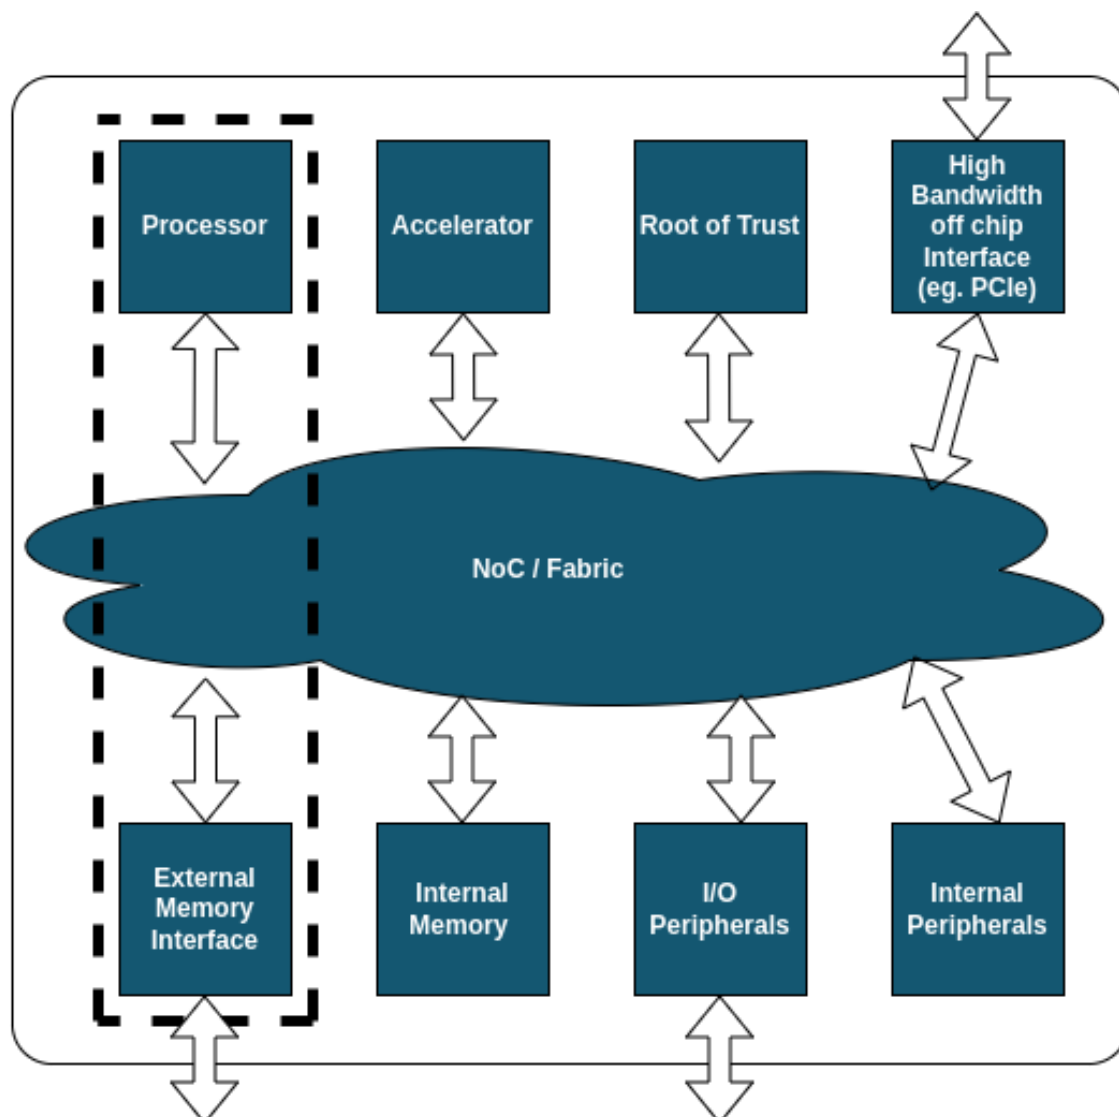 Processor
Accelerator
Root of Trust
High
Bandwidth
off chip
Interface
(eg. PCIe)
NoC / Fabric
External
Memory
Interface
Internal
Memory
I/O
Peripherals
Internal
Peripherals